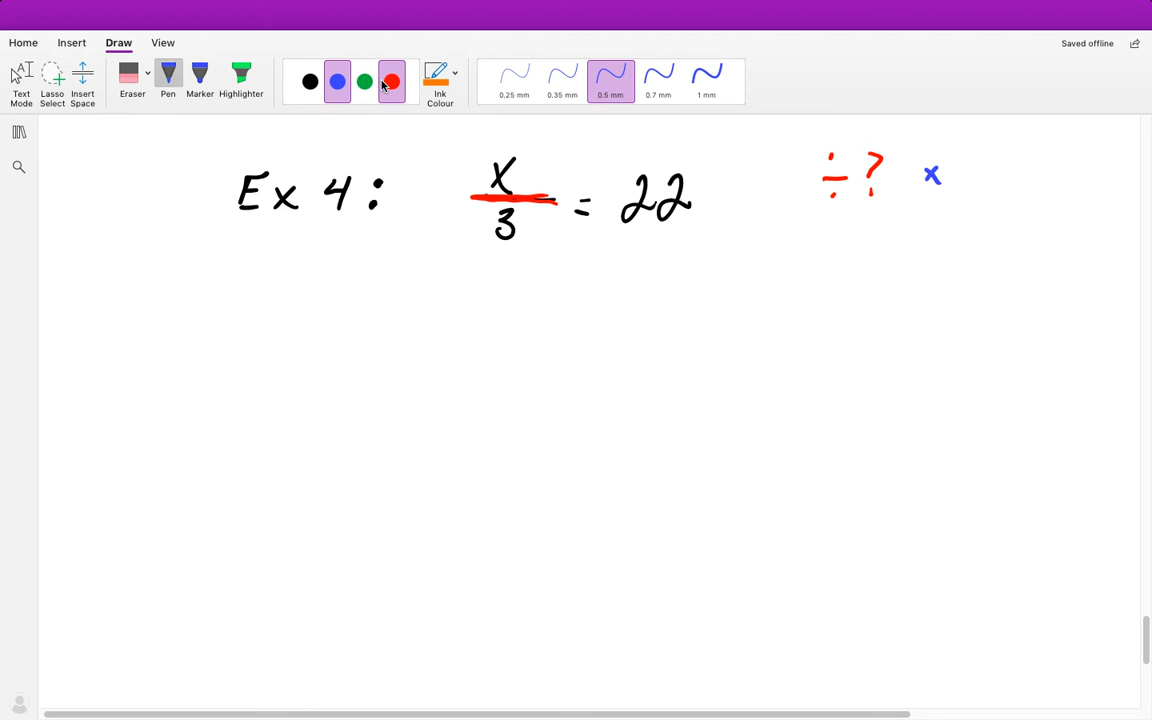 Home Insert Draw View
Saved offline
Text Mode
Lasso Select
Insert Space
Eraser
Pen
Marker
Highlighter
Ink Colour
0.25 mm
0.35 mm
0.5 mm
0.7 mm
1 mm
Ex 4: x/3 = 22 ÷ ? x